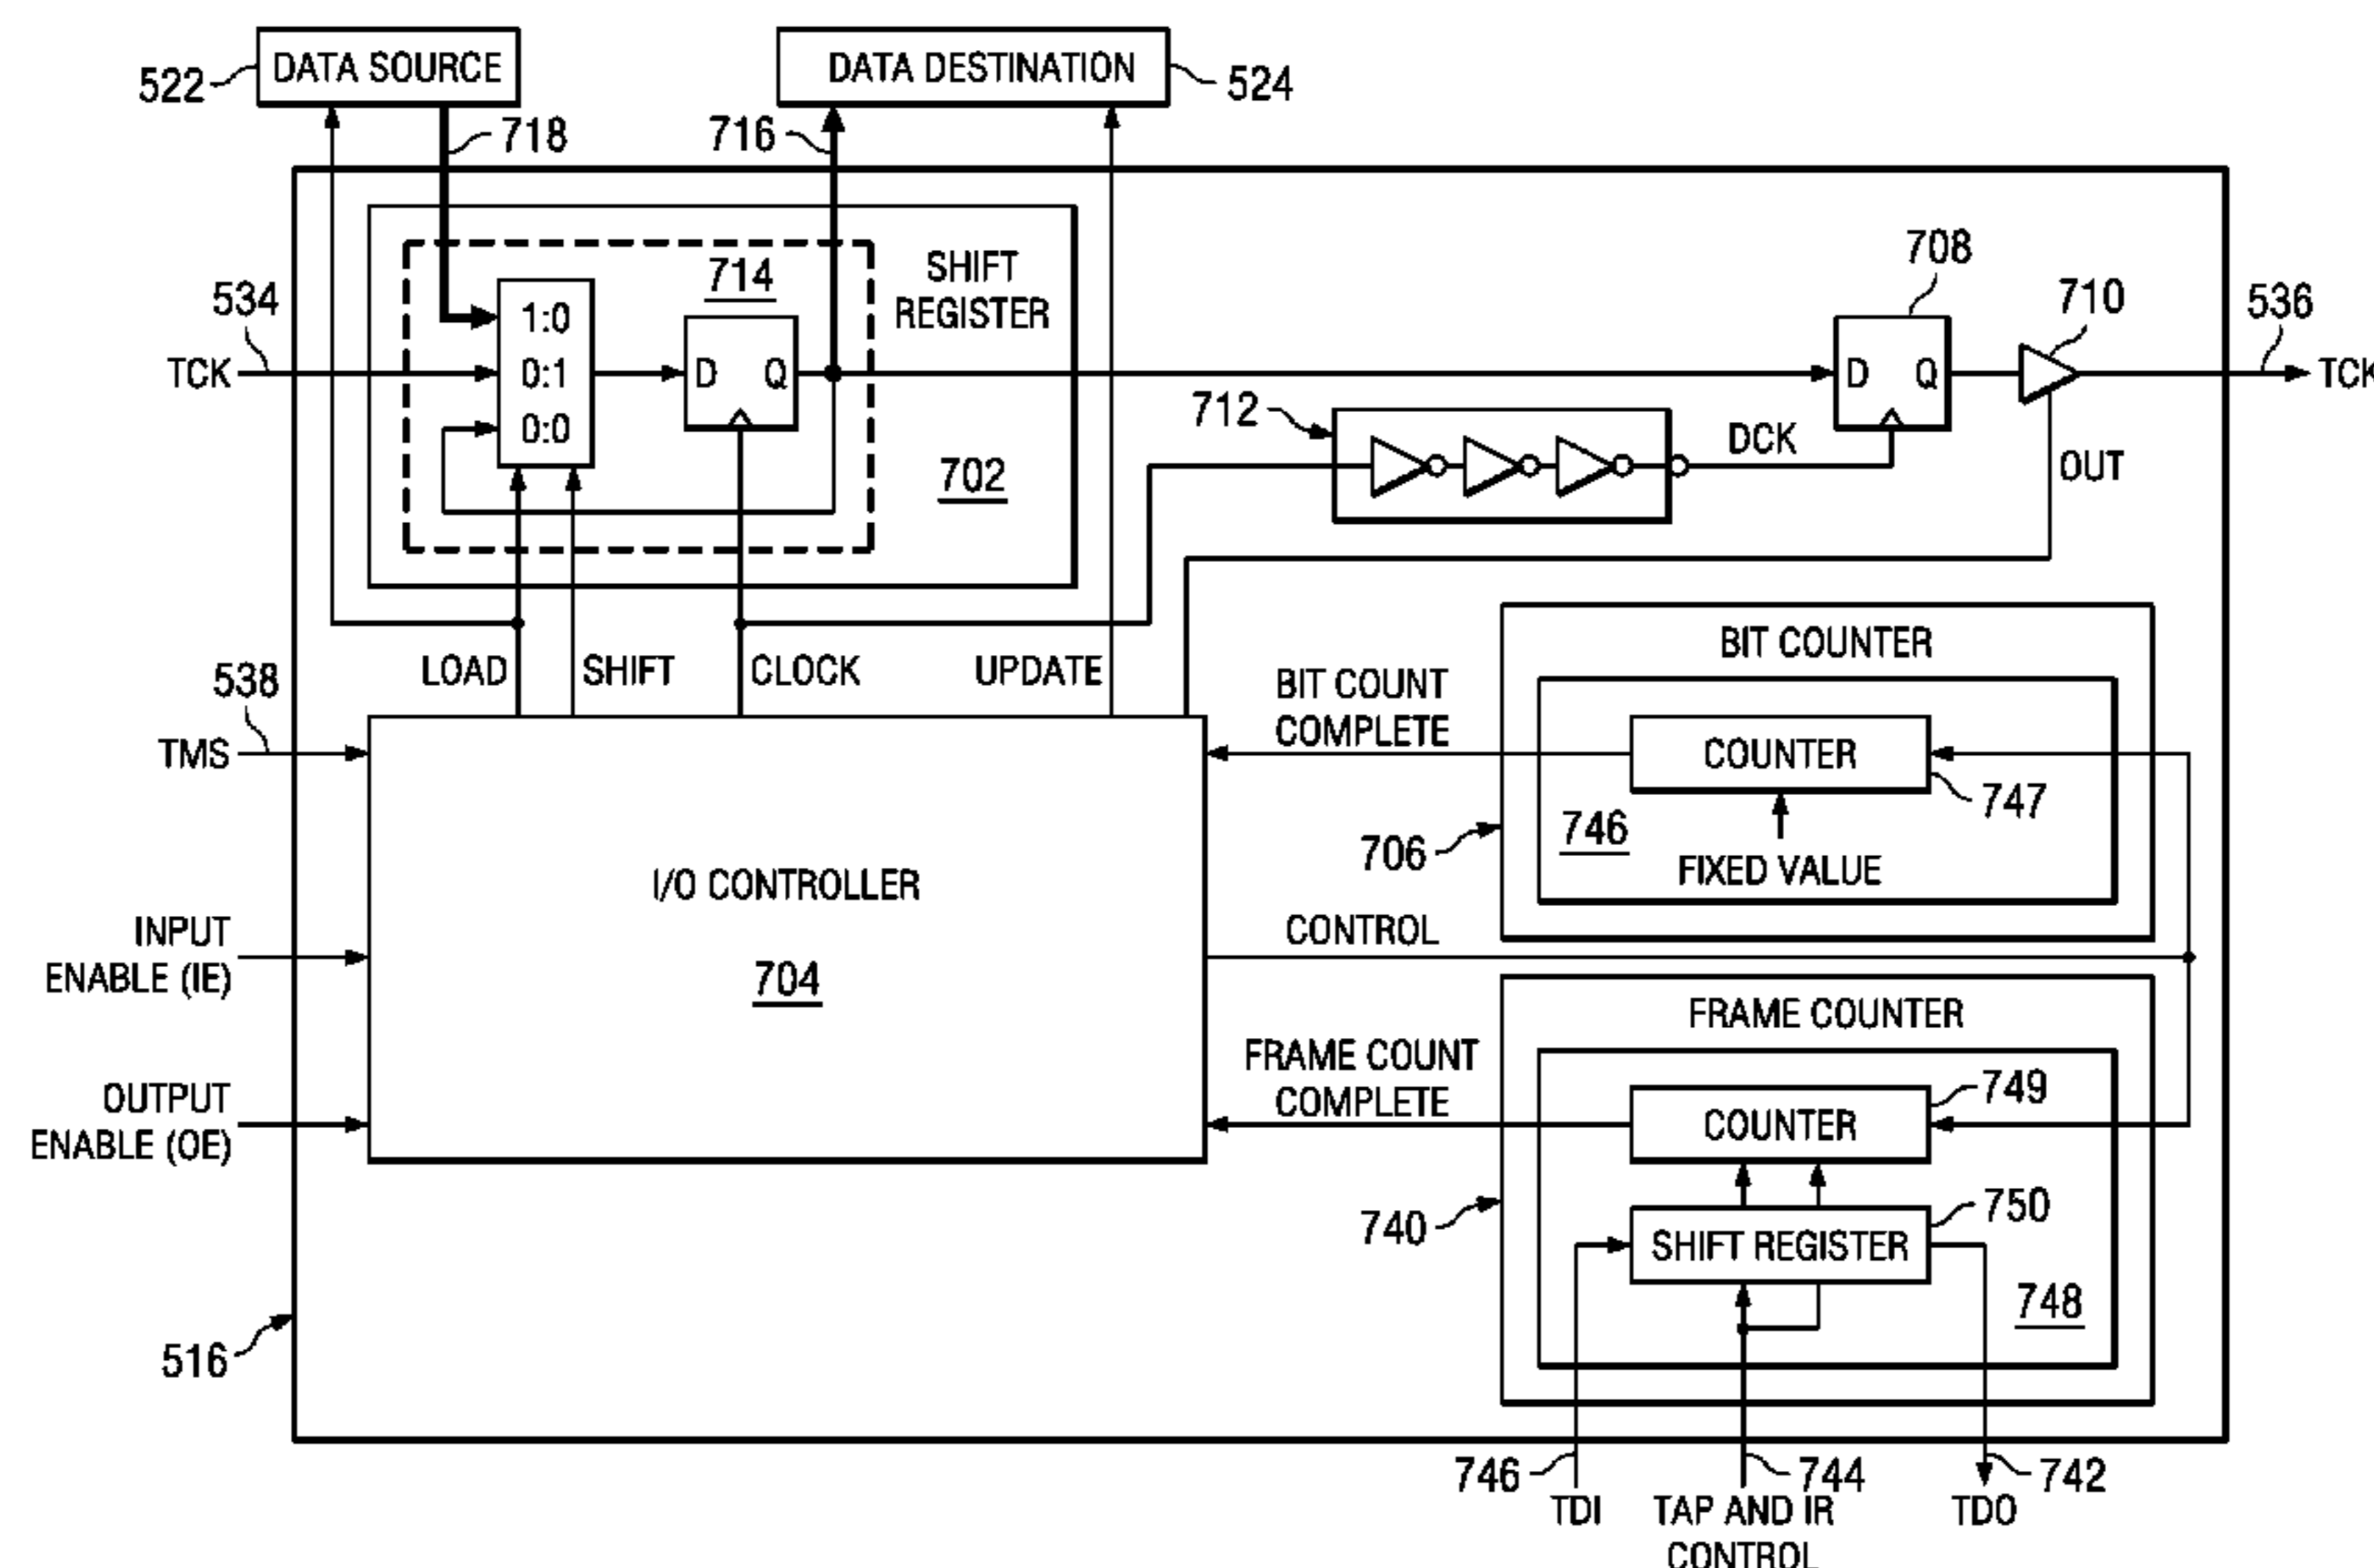 DATA SOURCE
522
718
DATA DESTINATION
524
716
714
SHIFT
REGISTER
702
1:0
0:1
0:0
D
Q
534
TCK
708
D
Q
710
536
TCK
712
DCK
OUT
LOAD
SHIFT
CLOCK
UPDATE
538
TMS
INPUT
ENABLE (IE)
OUTPUT
ENABLE (OE)
I/O CONTROLLER
704
BIT COUNT
COMPLETE
BIT COUNTER
COUNTER
747
746
FIXED VALUE
706
CONTROL
FRAME COUNT
COMPLETE
FRAME COUNTER
COUNTER
749
SHIFT REGISTER
750
748
740
516
746
TDI
744
TAP AND IR
CONTROL
742
TDO